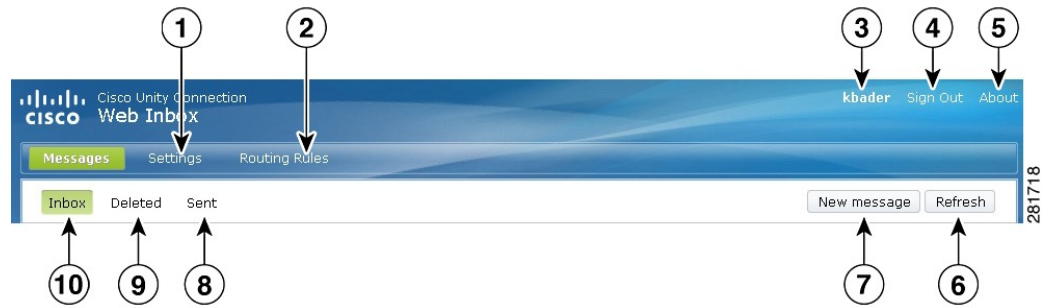 1 2 3 4 5
Cisco Unity Connection
CISCO Web Inbox
kbader Sign Out About
Messages Settings Routing Rules
Inbox Deleted Sent New message Refresh
281718
10 9 8 7 6